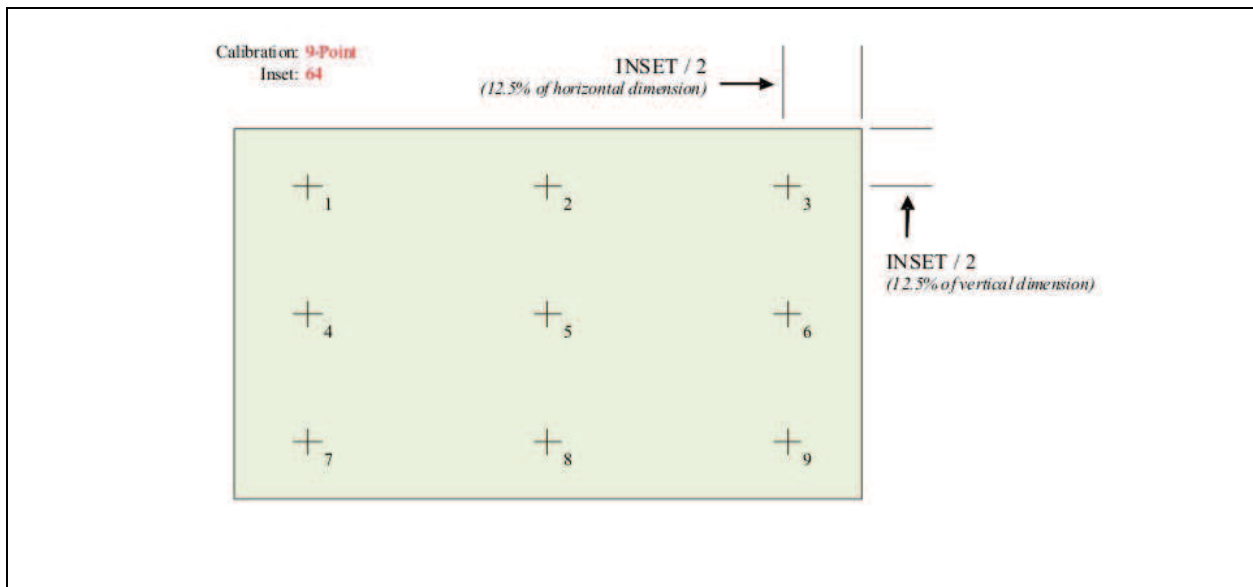 Calibration: 9-Point
Inset: 64
INSET / 2
(12.5% of horizontal dimension)
1
2
3
INSET / 2
(12.5% of vertical dimension)
4
5
6
7
8
9